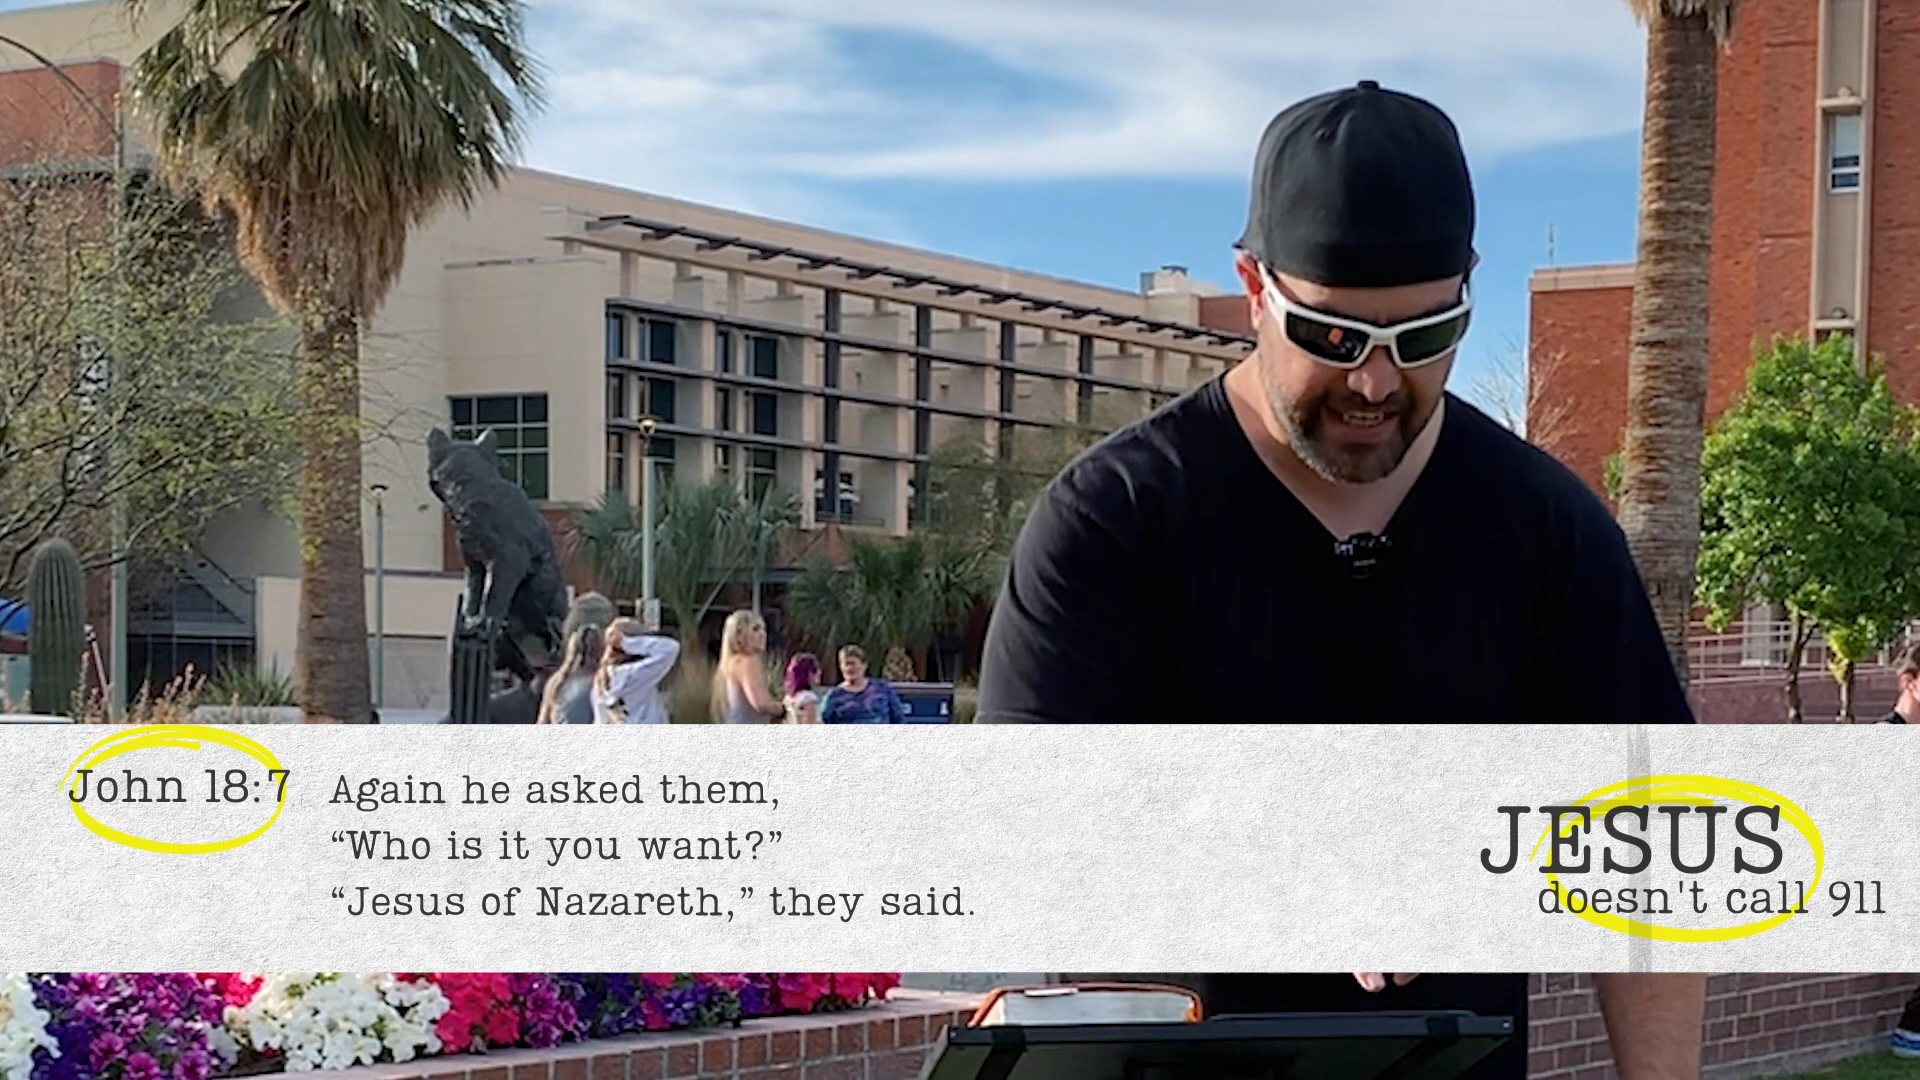 John 18:7
Again he asked them,
“Who is it you want?”
“Jesus of Nazareth,” they said.
JESUS
doesn't call 911